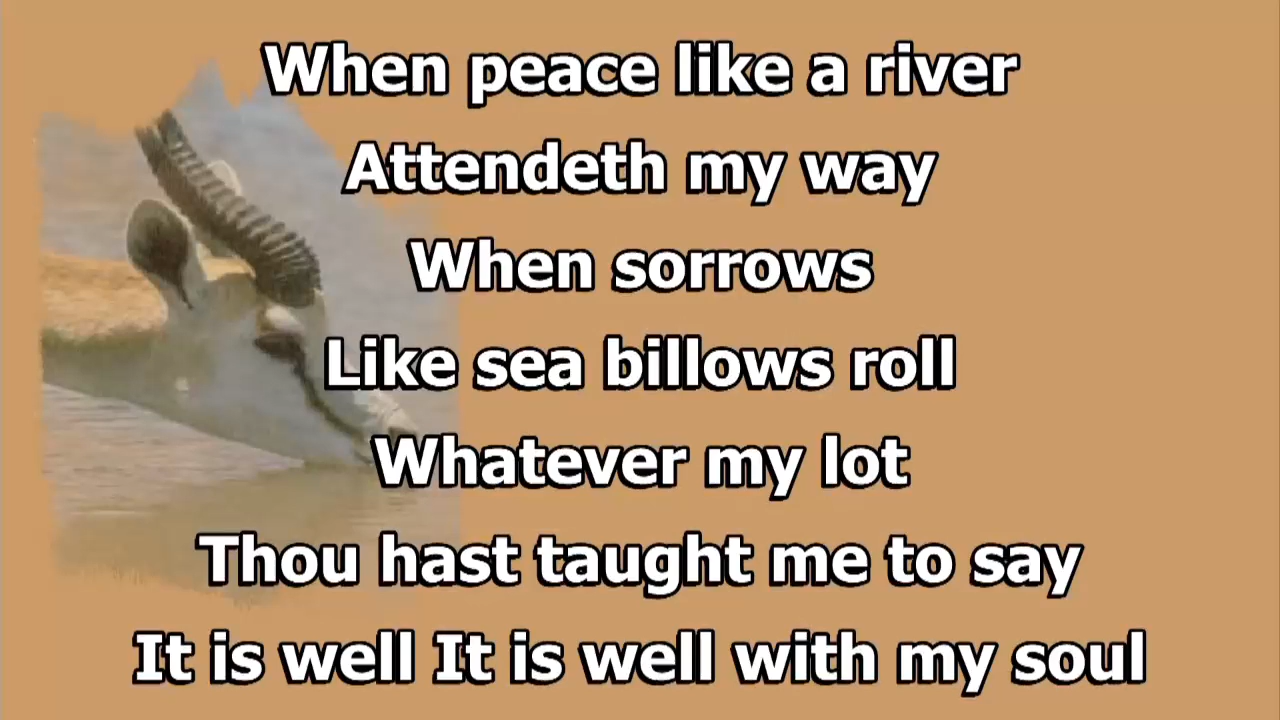 When peace like a river
Attendeth my way
When sorrows
Like sea billows roll
Whatever my lot
Thou hast taught me to say
It is well It is well with my soul